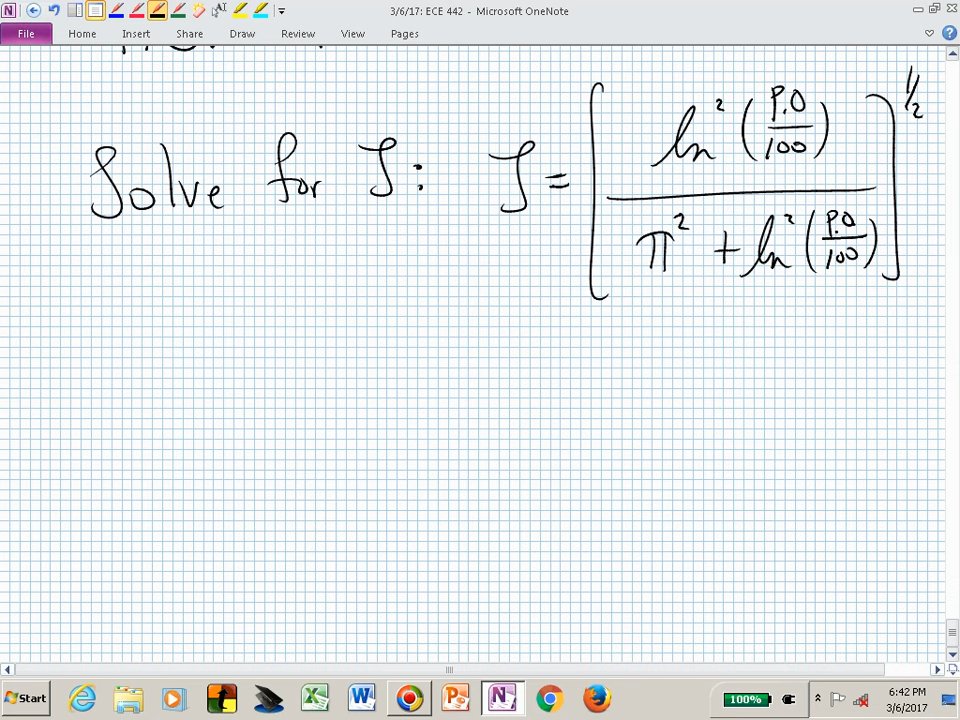 3/6/17: ECE 442 - Microsoft OneNote
File Home Insert Share Draw Review View Pages
Solve for ζ: ζ = [ ln² (P.O/100) / (π² + ln² (P.O/100)) ]^1/2
Start
100%
6:42 PM
3/6/2017